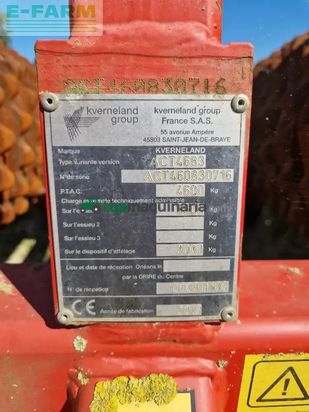 E-FARM
ACT460830716
kverneland group
kverneland group
France S.A.S.
55 avenue Ampère
45803 SAINT-JEAN-DE-BRAYE
Marque KVERNELAND
Type variante version ACT4683
N° de série ACT460830716
P.T.A.C. 4600 Kg
Charge en mortelle techniquement admissible
Sur l'essieu 1 Kg
Sur l'essieu 2 Kg
Sur l'essieu 3 Kg
Sur le dispositif d'attelage Kg
Lieu et date de réception Orléans le
par la DRIRE du Centre
N° de réception
CE Année de fabrication